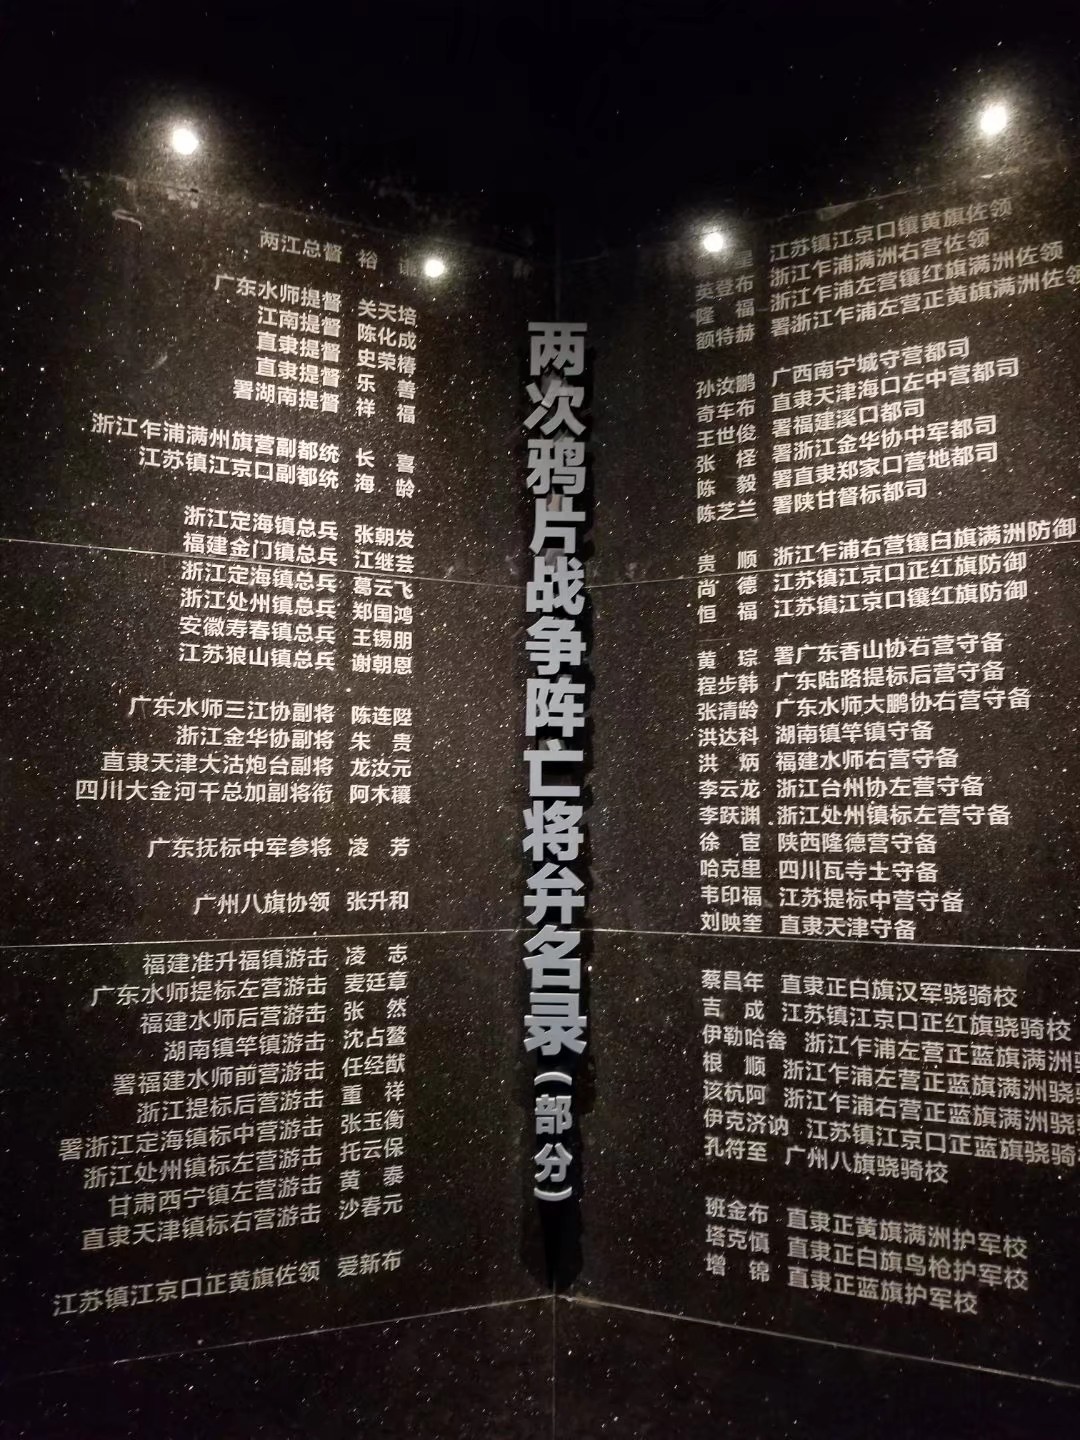 两次鸦片战争阵亡将弁名录(部分)
两江总督 裕
广东水师提督 关天培
江南提督 陈化成
直隶提督 史荣椿
直隶提督 乐善
署湖南提督 祥福
浙江乍浦满州旗营副都统 长喜
江苏镇江京口副都统 海龄
浙江定海镇总兵 张朝发
福建金门镇总兵 江继芸
浙江定海镇总兵 葛云飞
浙江处州镇总兵 郑国鸿
安徽寿春镇总兵 王锡朋
江苏狼山镇总兵 谢朝恩
广东水师三江协副将 陈连陞
浙江金华协副将 朱贵
直隶天津大沽炮台副将 龙汝元
四川大金河干总加副将衔 阿木穰
广东抚标中军参将 凌芳
广州八旗协领 张升和
福建准升福镇游击 凌志
广东水师提标左营游击 麦廷章
福建水师后营游击 张然
湖南镇竿镇游击 沈占鳌
署福建水师前营游击 任经猷
浙江提标后营游击 重祥
署浙江定海镇标中营游击 张玉衡
浙江处州镇标左营游击 托云保
甘肃西宁镇左营游击 黄泰
直隶天津镇标右营游击 沙春元
江苏镇江京口正黄旗佐领 爱新布
江苏镇江京口镶黄旗佐领
英登布 浙江乍浦满洲右营佐领
隆福 浙江乍浦左营镶红旗满洲佐领
额特赫 署浙江乍浦左营正黄旗满洲佐领
孙汝鹏 广西南宁城守营都司
奇车布 直隶天津海口左中营都司
王世俊 署福建溪口都司
张柽 署浙江金华协中军都司
陈毅 署直隶郑家口营地都司
陈芝兰 署陕甘督标都司
贵顺 浙江乍浦右营镶白旗满洲防御
尚德 江苏镇江京口正红旗防御
恒福 江苏镇江京口镶红旗防御
黄琮 署广东香山协右营守备
程步韩 广东陆路提标后营守备
张清龄 广东水师大鹏协右营守备
洪达科 湖南镇竿镇守备
洪炳 福建水师右营守备
李云龙 浙江台州协左营守备
李跃渊 浙江处州镇标左营守备
徐宦 陕西隆德营守备
哈克里 四川瓦寺土守备
韦印福 江苏提标中营守备
刘映奎 直隶天津守备
蔡昌年 直隶正白旗汉军骁骑校
吉成 江苏镇江京口正红旗骁骑校
伊勒哈畚 浙江乍浦左营正蓝旗满洲
根顺 浙江乍浦左营正蓝旗满洲骁
该杭阿 浙江乍浦右营正蓝旗满洲骁
伊克济讷 江苏镇江京口正蓝旗骁骑
孔符至 广州八旗骁骑校
班金布 直隶正黄旗满洲护军校
塔克慎 直隶正白旗鸟枪护军校
增锦 直隶正蓝旗护军校